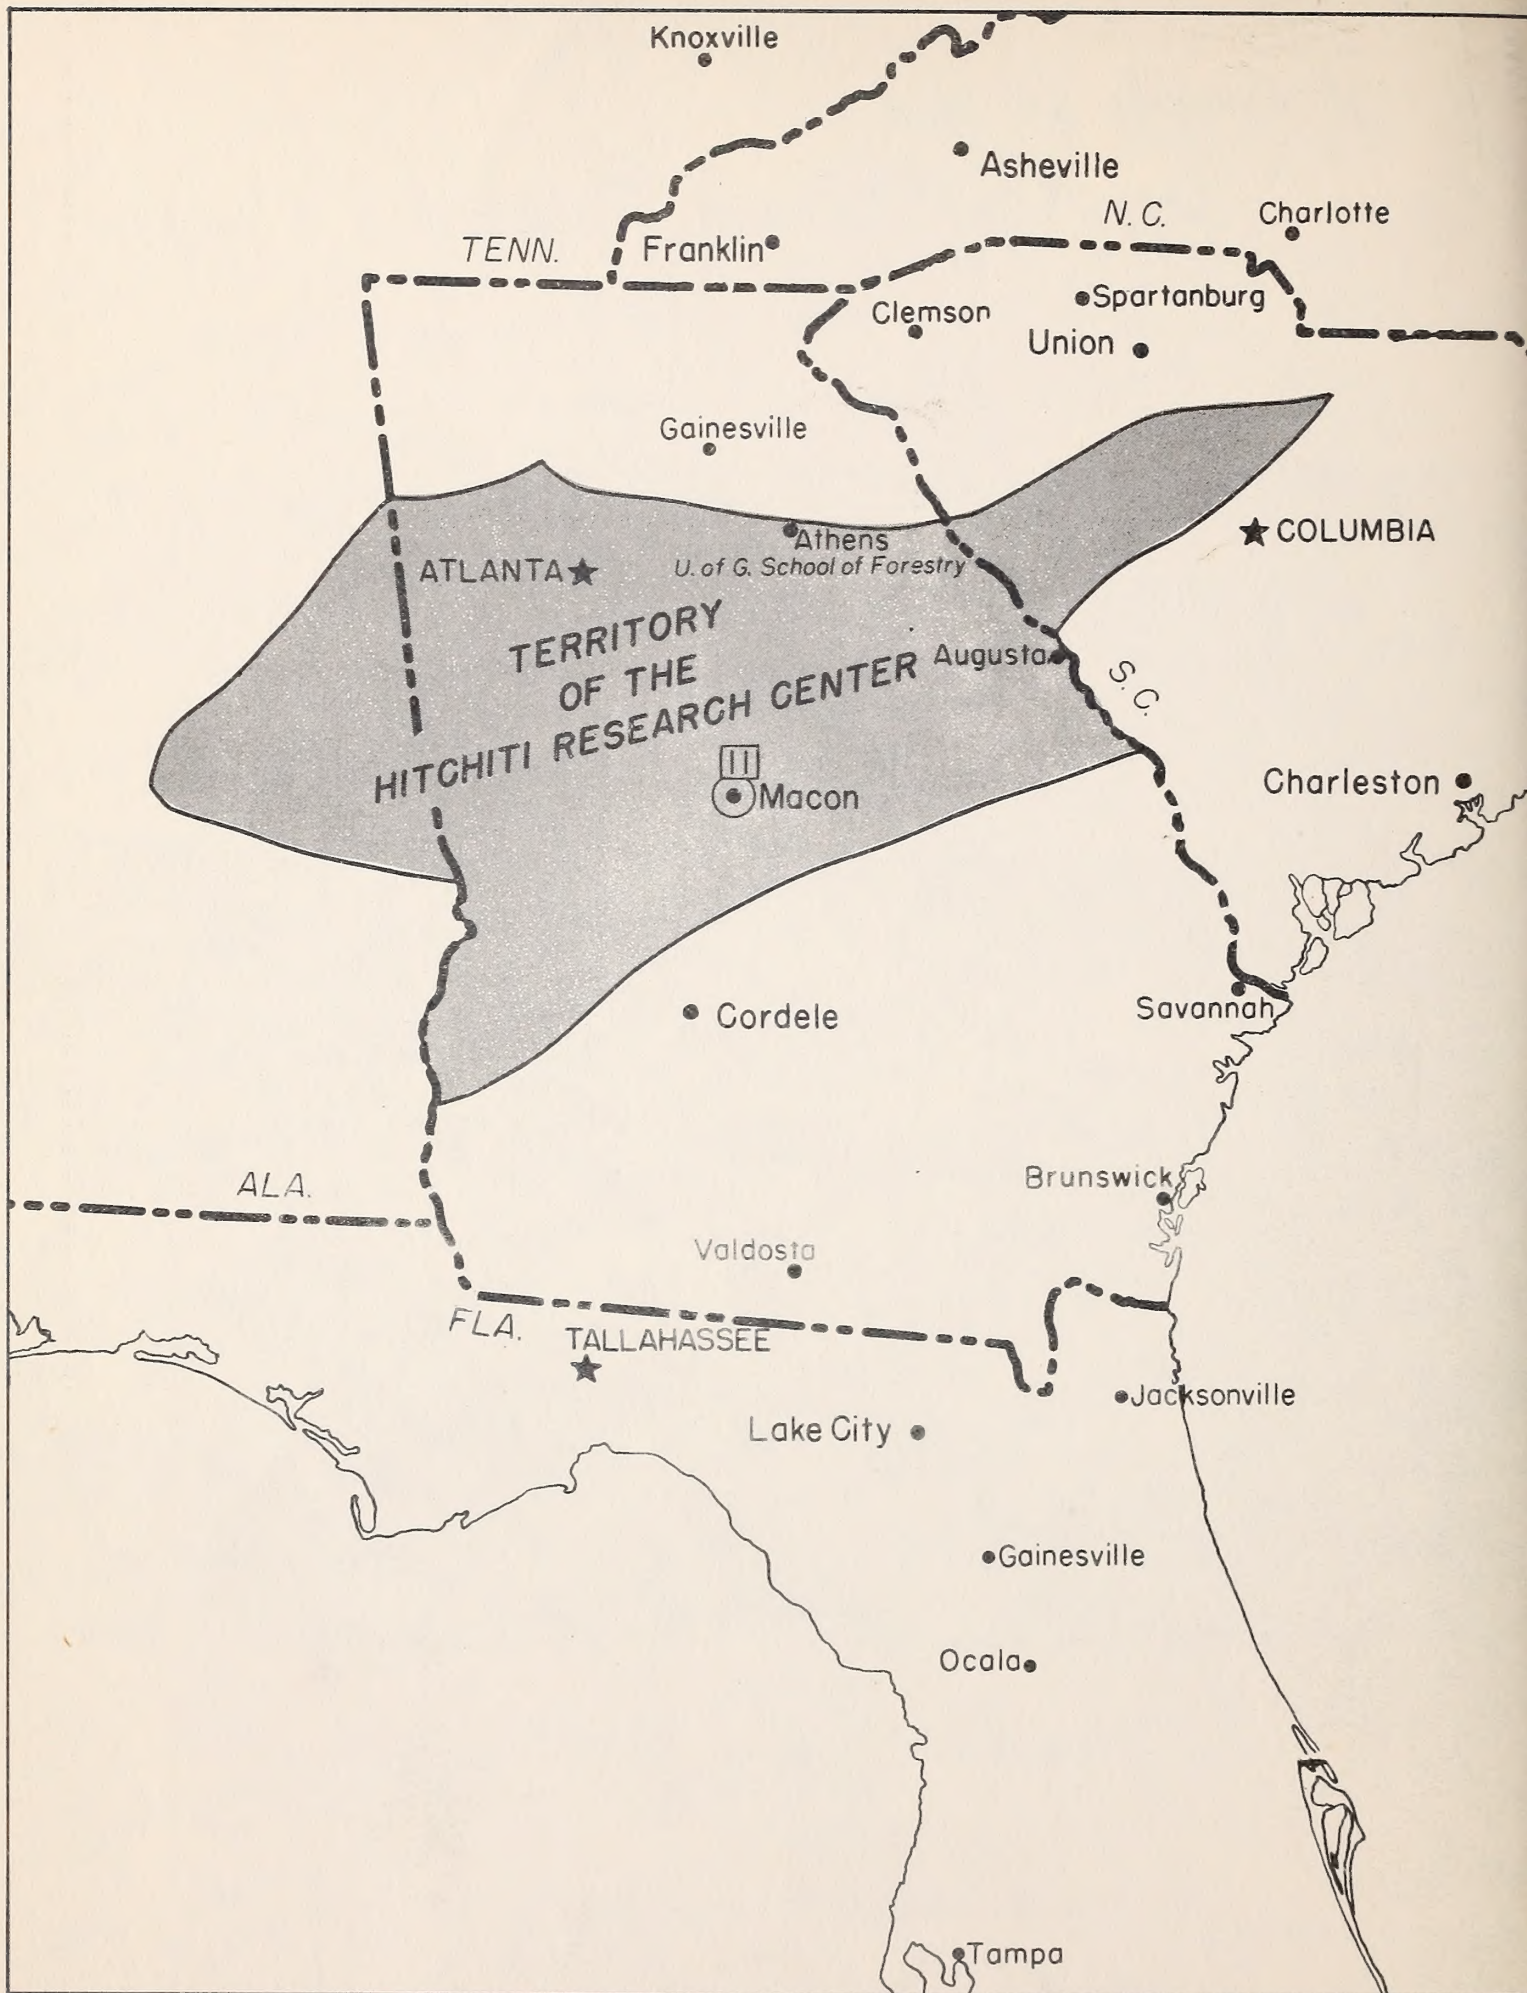 Knoxville
Asheville
N. C.
Charlotte
TENN.
Franklin
Clemson
Spartanburg
Union
Gainesville
Athens
U. of G. School of Forestry
ATLANTA
COLUMBIA
TERRITORY
OF THE
HITCHITI RESEARCH CENTER
Augusta
S. C.
Macon
Charleston
Savannah
Cordele
Brunswick
ALA.
Valdosta
FLA.
TALLAHASSEE
Jacksonville
Lake City
Gainesville
Ocala
Tampa